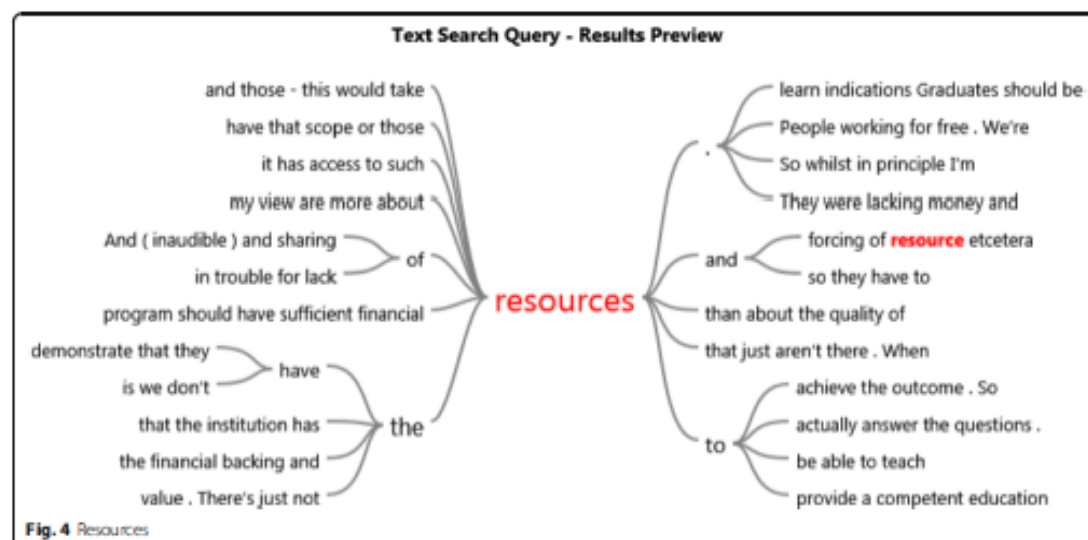 Text Search Query - Results Preview
and those - this would take
have that scope or those
it has access to such
my view are more about
And ( inaudible ) and sharing
in trouble for lack
of
program should have sufficient financial
demonstrate that they
is we don't
have
that the institution has
the financial backing and
value . There's just not
the
resources
.
learn indications Graduates should be
People working for free . We're
So whilst in principle I'm
They were lacking money and
and
forcing of resource etcetera
so they have to
than about the quality of
that just aren't there . When
to
achieve the outcome . So
actually answer the questions .
be able to teach
provide a competent education
Fig. 4 Resources